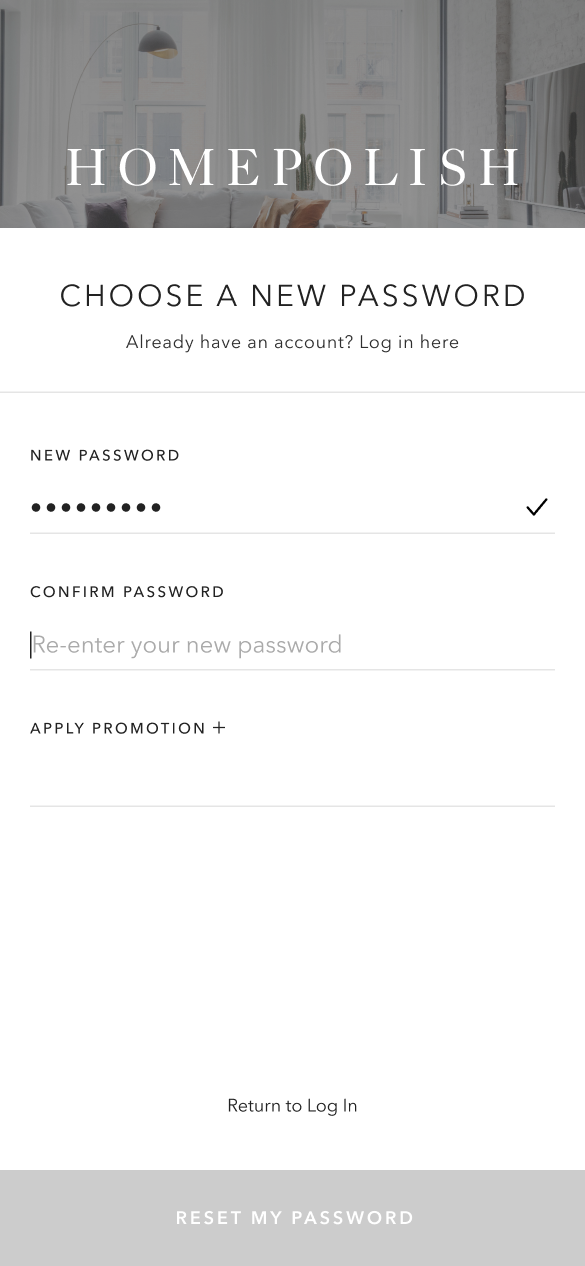 HOMEPOLISH
CHOOSE A NEW PASSWORD
Already have an account? Log in here
NEW PASSWORD
•••••••••
CONFIRM PASSWORD
Re-enter your new password
APPLY PROMOTION +
Return to Log In
RESET MY PASSWORD